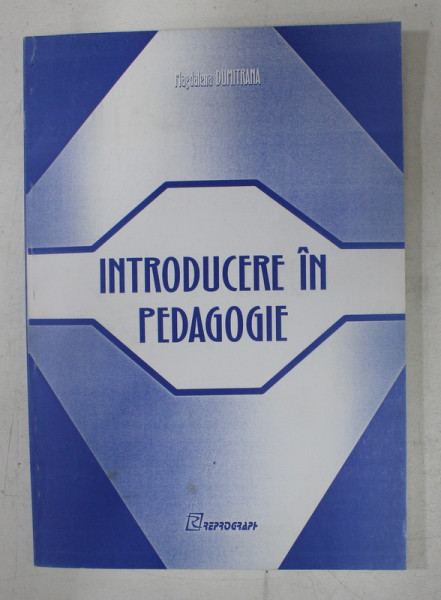 Magdalena DUMITRANA
INTRODUCERE ÎN
PEDAGOGIE
REPROGRAPH